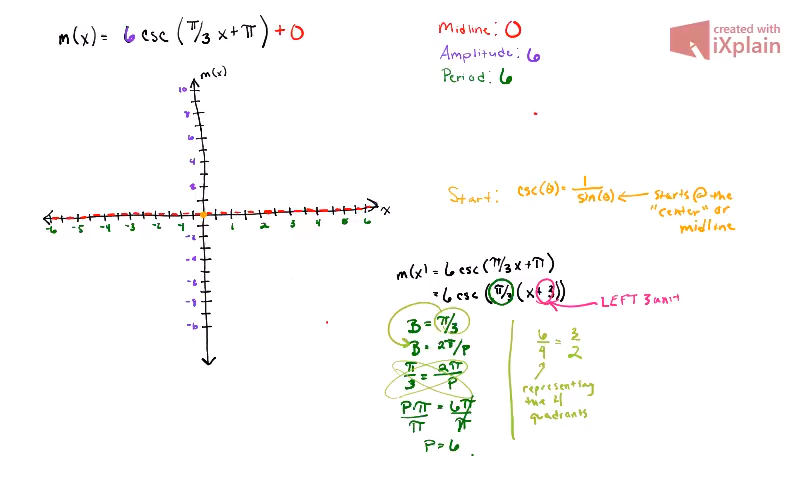 m(x) = 6 csc (π/3 x + π) + 0
Midline: 0
Amplitude: 6
Period: 6
created with
iXplain
m(x)
10
8
6
4
2
-6 -5 -4 -3 -2 -1 1 2 3 4 5 6 x
-2
-4
-6
-8
-6
Start: csc(θ) = 1/sin(θ) ← starts @ the
"center" or
midline
m(x) = 6 csc (π/3 x + π)
= 6 csc (π/3 (x + 3))
LEFT 3 unit
B = π/3
B = 2π/P
π/3 = 2π/P
Pπ/π = 6π/π
P = 6
6/4 = 3/2
representing
the 4
quadrants